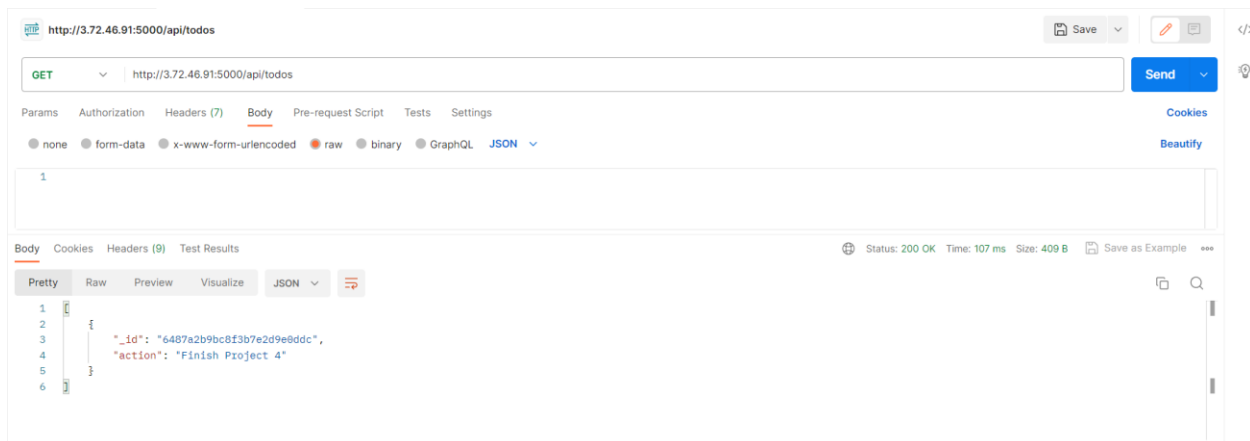 HTTP http://3.72.46.91:5000/api/todos Save
GET http://3.72.46.91:5000/api/todos Send
Params Authorization Headers (7) Body Pre-request Script Tests Settings Cookies
none form-data x-www-form-urlencoded raw binary GraphQL JSON Beautify
1
Body Cookies Headers (9) Test Results Status: 200 OK Time: 107 ms Size: 409 B Save as Example
Pretty Raw Preview Visualize JSON
1 [
2 {
3 "_id": "6487a2b9bc8f3b7e2d9e0ddc",
4 "action": "Finish Project 4"
5 }
6 ]